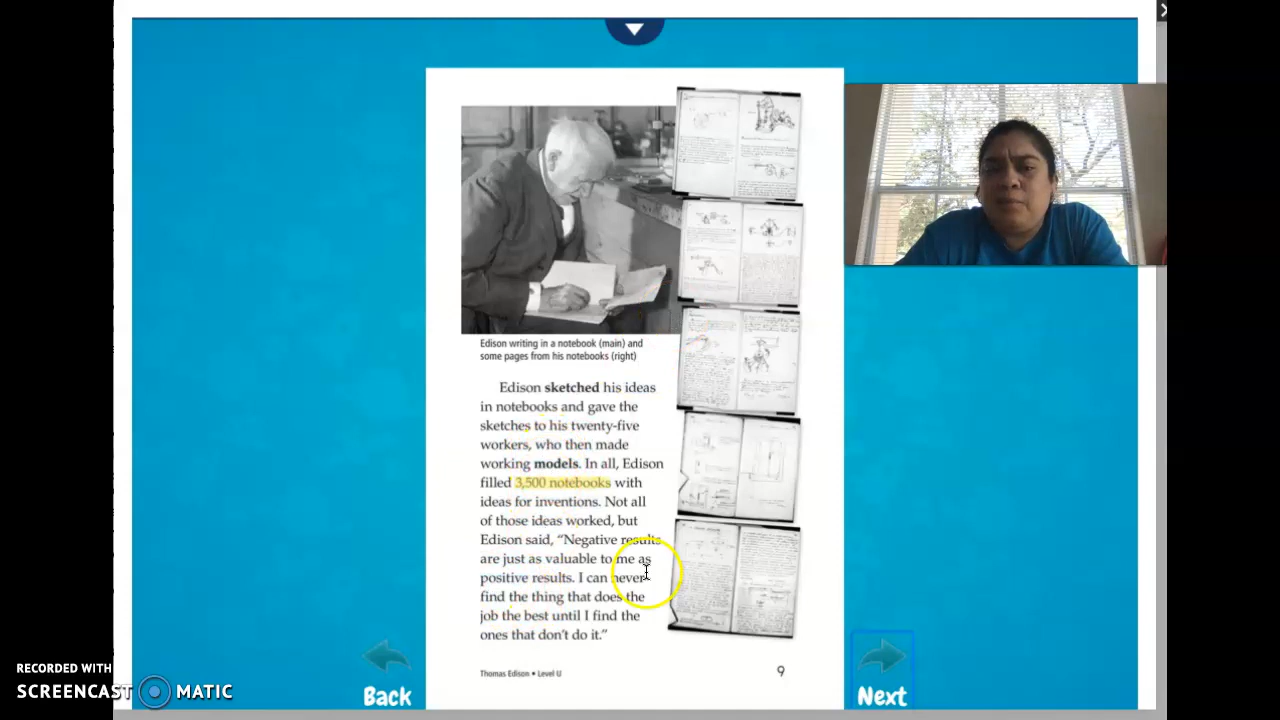 Edison writing in a notebook (main) and
some pages from his notebooks (right)
Edison sketched his ideas
in notebooks and gave the
sketches to his twenty-five
workers, who then made
working models. In all, Edison
filled 3,500 notebooks with
ideas for inventions. Not all
of those ideas worked, but
Edison said, “Negative results
are just as valuable to me as
positive results. I can never
find the thing that does the
job the best until I find the
ones that don’t do it.”
Thomas Edison • Level U
9
Back
Next
RECORDED WITH
SCREENCAST MATIC